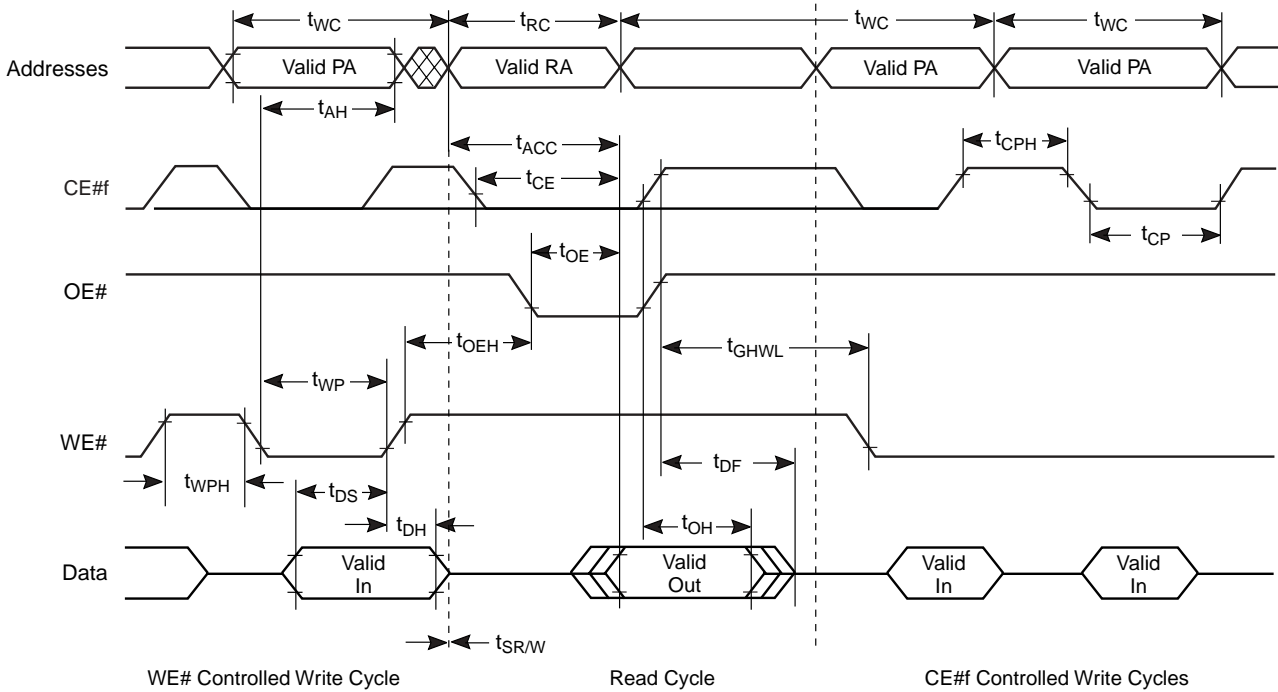 tWC
tRC
tWC
tWC
Addresses
Valid PA
Valid RA
Valid PA
Valid PA
tAH
tACC
tCPH
CE#f
tCE
tCP
tOE
OE#
tOEH
tGHWL
tWP
WE#
tDF
tWPH
tDS
tDH
tOH
Data
Valid
In
Valid
Out
Valid
In
Valid
In
tSR/W
WE# Controlled Write Cycle
Read Cycle
CE#f Controlled Write Cycles